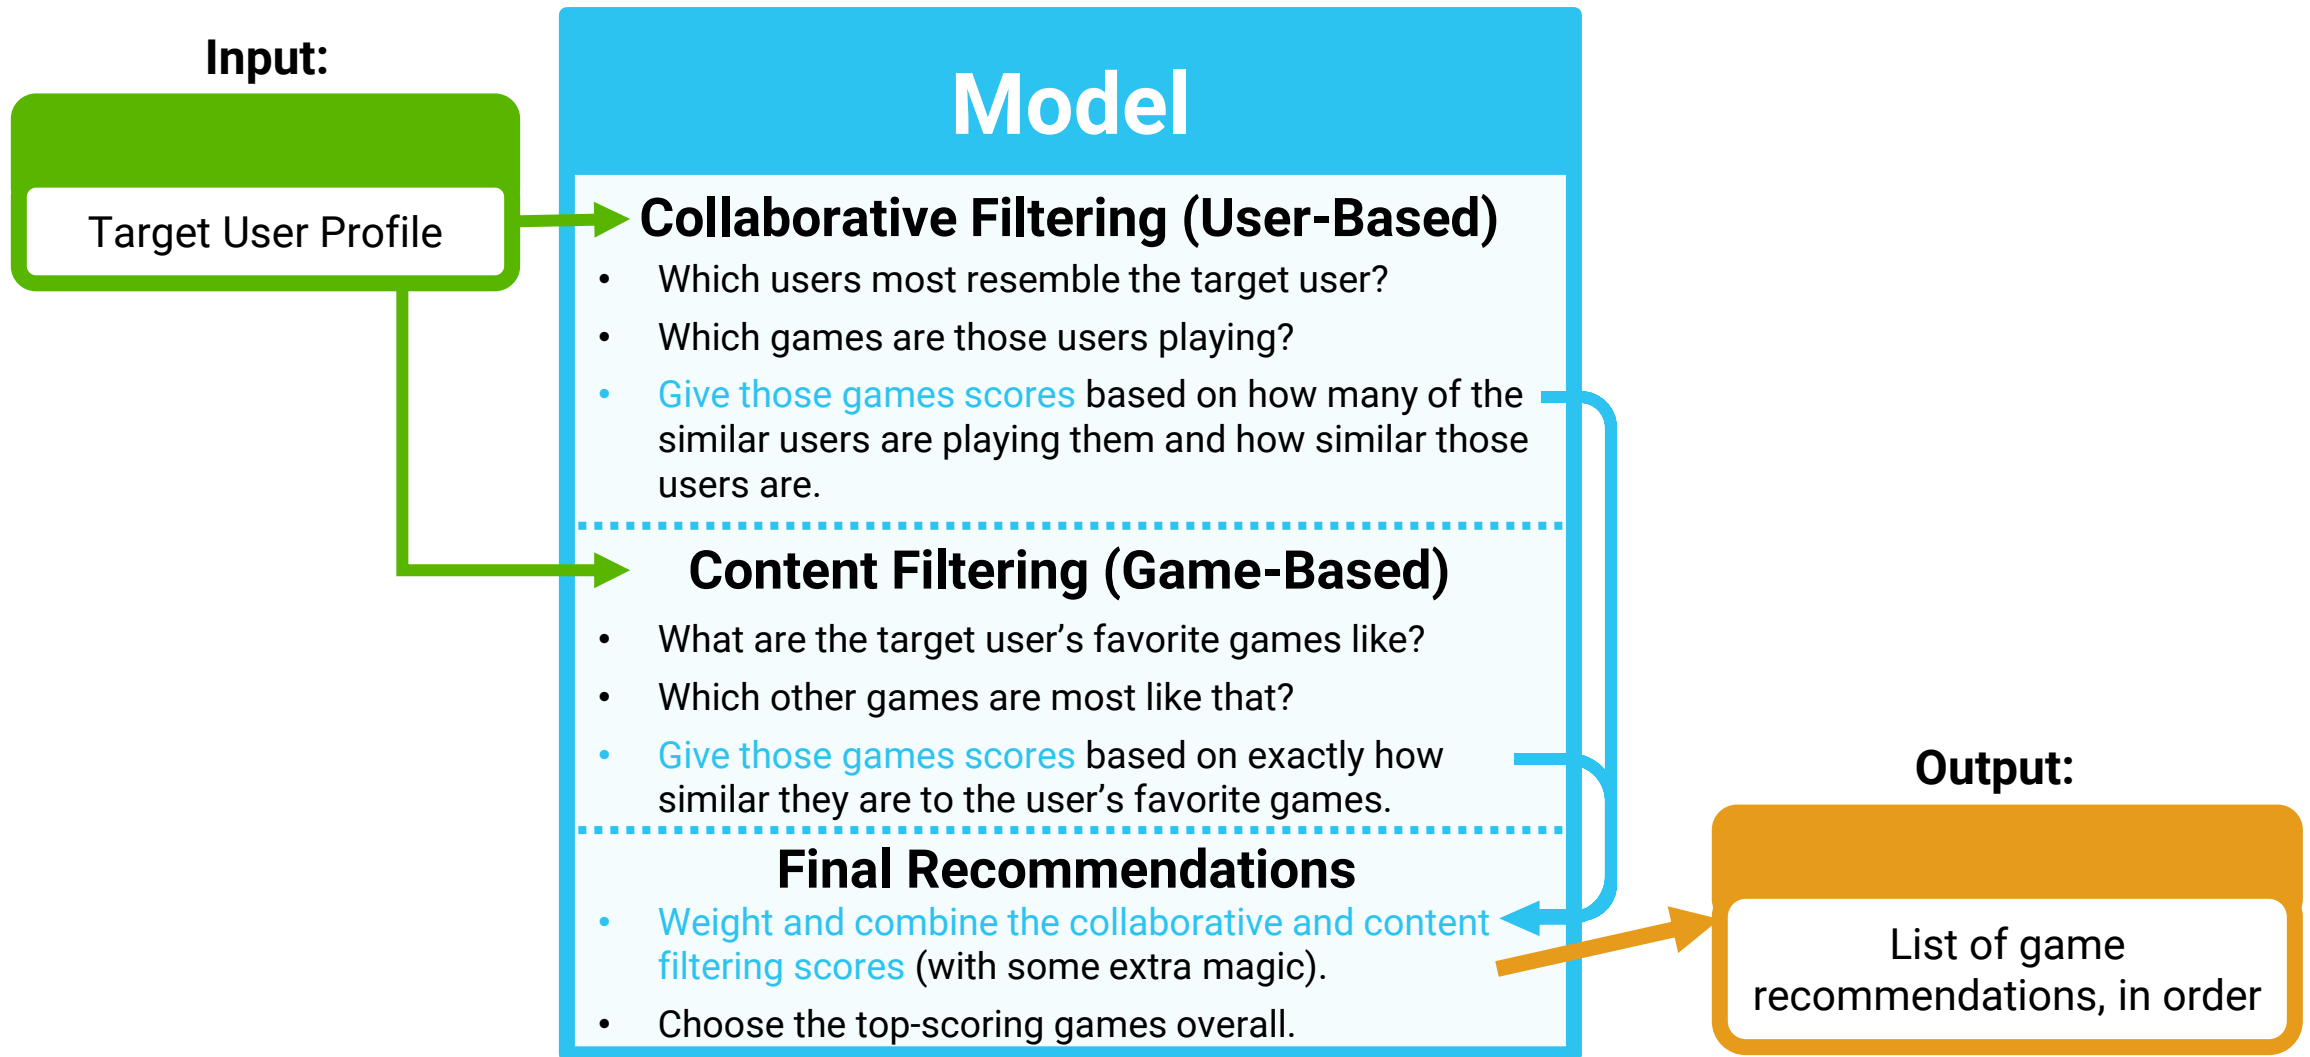 Input:
Target User Profile
Model
Collaborative Filtering (User-Based)
• Which users most resemble the target user?
• Which games are those users playing?
• Give those games scores based on how many of the
similar users are playing them and how similar those
users are.
Content Filtering (Game-Based)
• What are the target user’s favorite games like?
• Which other games are most like that?
• Give those games scores based on exactly how
similar they are to the user’s favorite games.
Final Recommendations
• Weight and combine the collaborative and content
filtering scores (with some extra magic).
• Choose the top-scoring games overall.
Output:
List of game
recommendations, in order